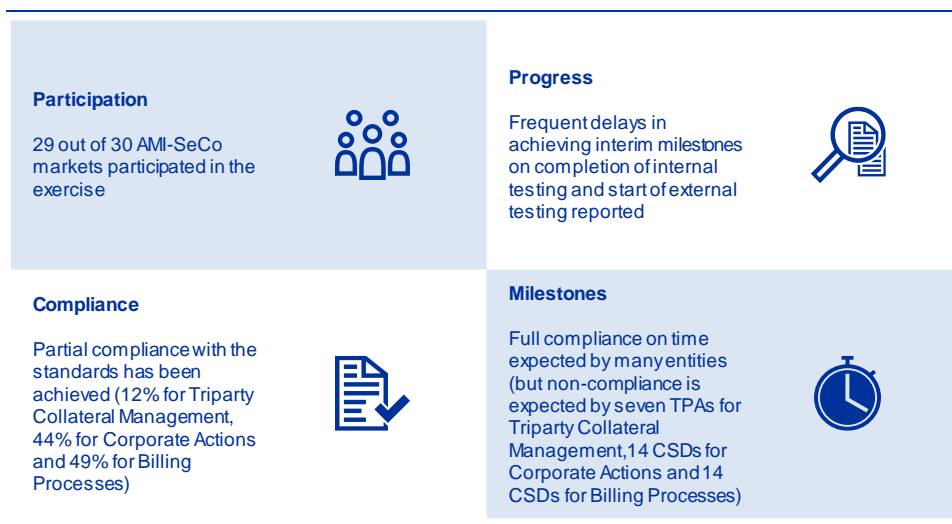 Participation
29 out of 30 AMI-SeCo
markets participated in the
exercise
Progress
Frequent delays in
achieving interim milestones
on completion of internal
testing and start of external
testing reported
Compliance
Partial compliance with the
standards has been
achieved (12% for Triparty
Collateral Management,
44% for Corporate Actions
and 49% for Billing
Processes)
Milestones
Full compliance on time
expected by many entities
(but non-compliance is
expected by seven TPAs for
Triparty Collateral
Management,14 CSDs for
Corporate Actions and 14
CSDs for Billing Processes)